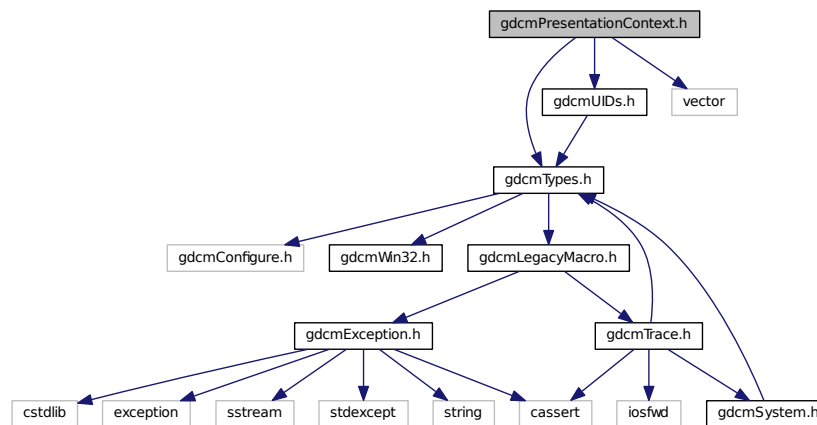 gdcmPresentationContext.h
gdcmUIDs.h
vector
gdcmTypes.h
gdcmConfigure.h
gdcmWin32.h
gdcmLegacyMacro.h
gdcmException.h
gdcmTrace.h
cstdlib
exception
sstream
stdexcept
string
cassert
iosfwd
gdcmSystem.h